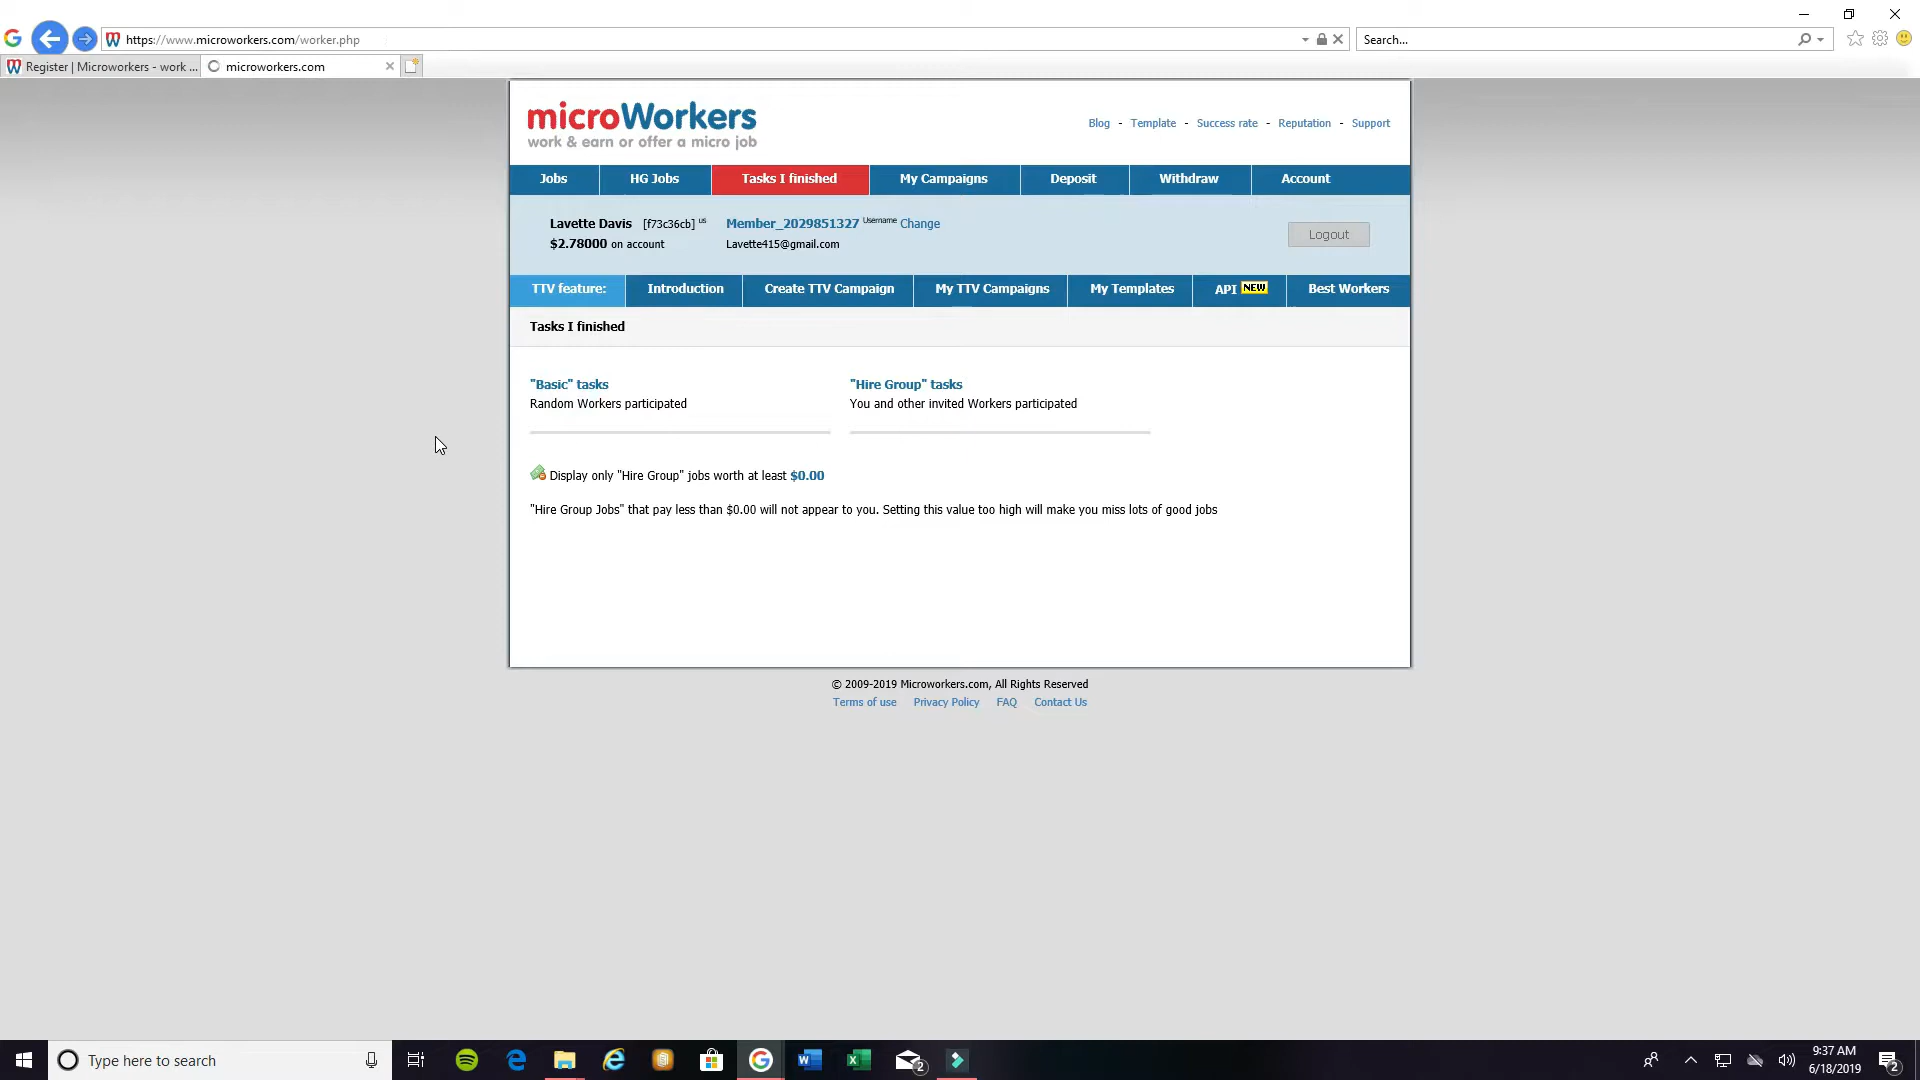 https://www.microworkers.com/worker.php
Search...
Register | Microworkers - work ...
microworkers.com
microWorkers
work & earn or offer a micro job
Blog - Template - Success rate - Reputation - Support
Jobs
HG Jobs
Tasks I finished
My Campaigns
Deposit
Withdraw
Account
Lavette Davis [f73c36cb] us
Member_2029851327 Username Change
$2.78000 on account
Lavette415@gmail.com
Logout
TTV feature:
Introduction
Create TTV Campaign
My TTV Campaigns
My Templates
API NEW
Best Workers
Tasks I finished
"Basic" tasks
Random Workers participated
"Hire Group" tasks
You and other invited Workers participated
Display only "Hire Group" jobs worth at least $0.00
"Hire Group Jobs" that pay less than $0.00 will not appear to you. Setting this value too high will make you miss lots of good jobs
© 2009-2019 Microworkers.com, All Rights Reserved
Terms of use Privacy Policy FAQ Contact Us
Type here to search
2
9:37 AM
6/18/2019
2